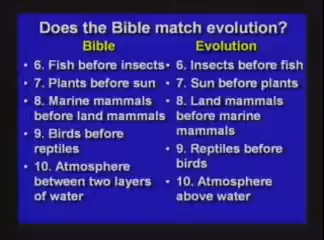 Does the Bible match evolution?
Bible
Evolution
• 6. Fish before insects
• 7. Plants before sun
• 8. Marine mammals
before land mammals
• 9. Birds before
reptiles
• 10. Atmosphere
between two layers
of water
• 6. Insects before fish
• 7. Sun before plants
• 8. Land mammals
before marine
mammals
• 9. Reptiles before
birds
• 10. Atmosphere
above water